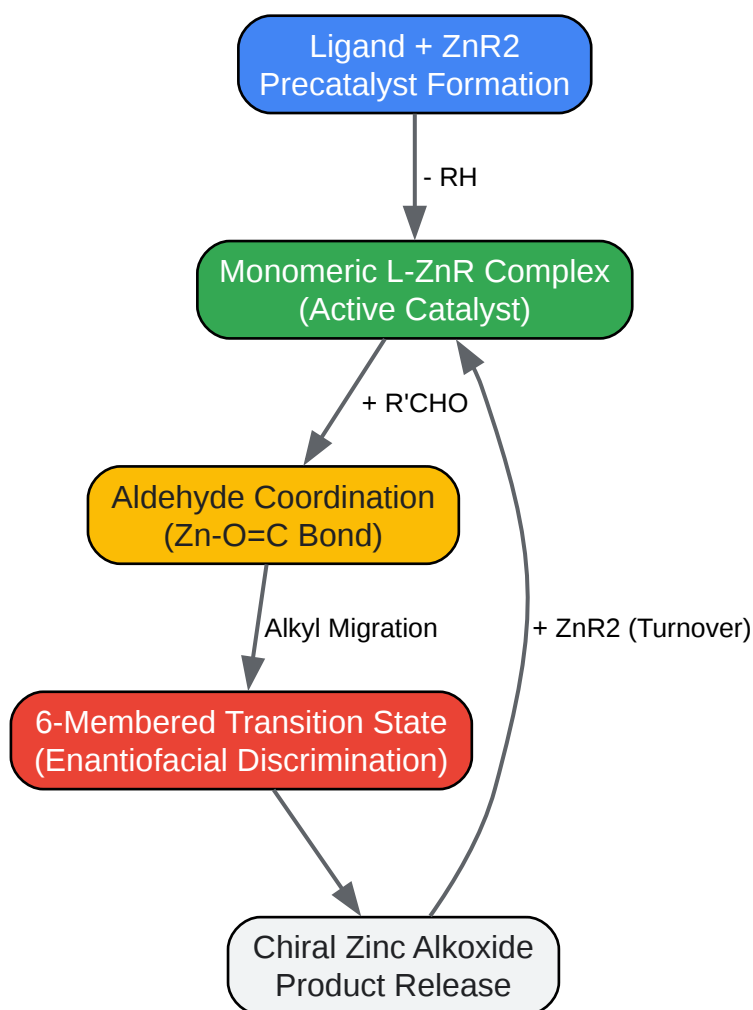 Ligand + ZnR2
Precatalyst Formation
- RH
Monomeric L-ZnR Complex
(Active Catalyst)
+ R'CHO
Aldehyde Coordination
(Zn-O=C Bond)
Alkyl Migration
+ ZnR2 (Turnover)
6-Membered Transition State
(Enantiofacial Discrimination)
Chiral Zinc Alkoxide
Product Release